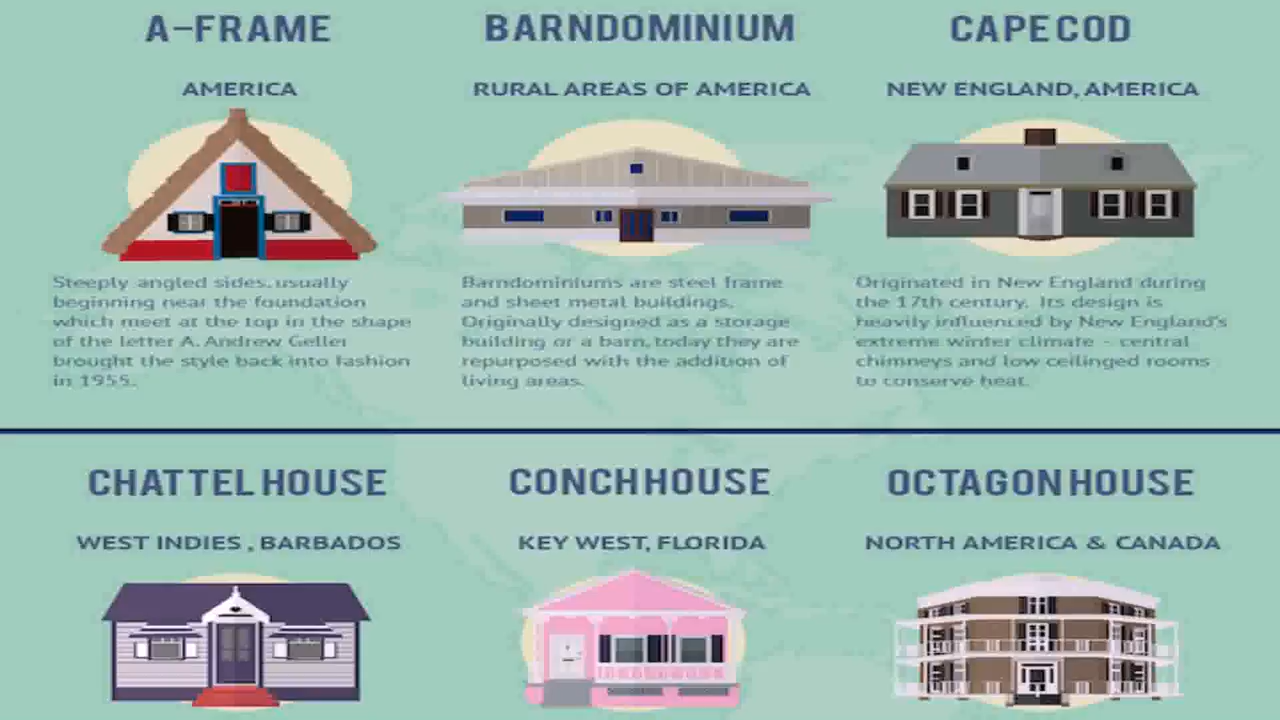 A-FRAME
AMERICA
Steeply angled sides, usually
beginning near the foundation
which meet at the top in the shape
of the letter A. Andrew Geller
brought the style back into fashion
in 1955.
BARNDOMINIUM
RURAL AREAS OF AMERICA
Barndominiums are steel frame
and sheet metal buildings.
Originally designed as a storage
building or a barn, today they are
repurposed with the addition of
living areas.
CAPE COD
NEW ENGLAND, AMERICA
Originated in New England during
the 17th century. Its design is
heavily influenced by New England's
extreme winter climate - central
chimneys and low ceilinged rooms
to conserve heat.
CHATTEL HOUSE
WEST INDIES , BARBADOS
CONCH HOUSE
KEY WEST, FLORIDA
OCTAGON HOUSE
NORTH AMERICA & CANADA